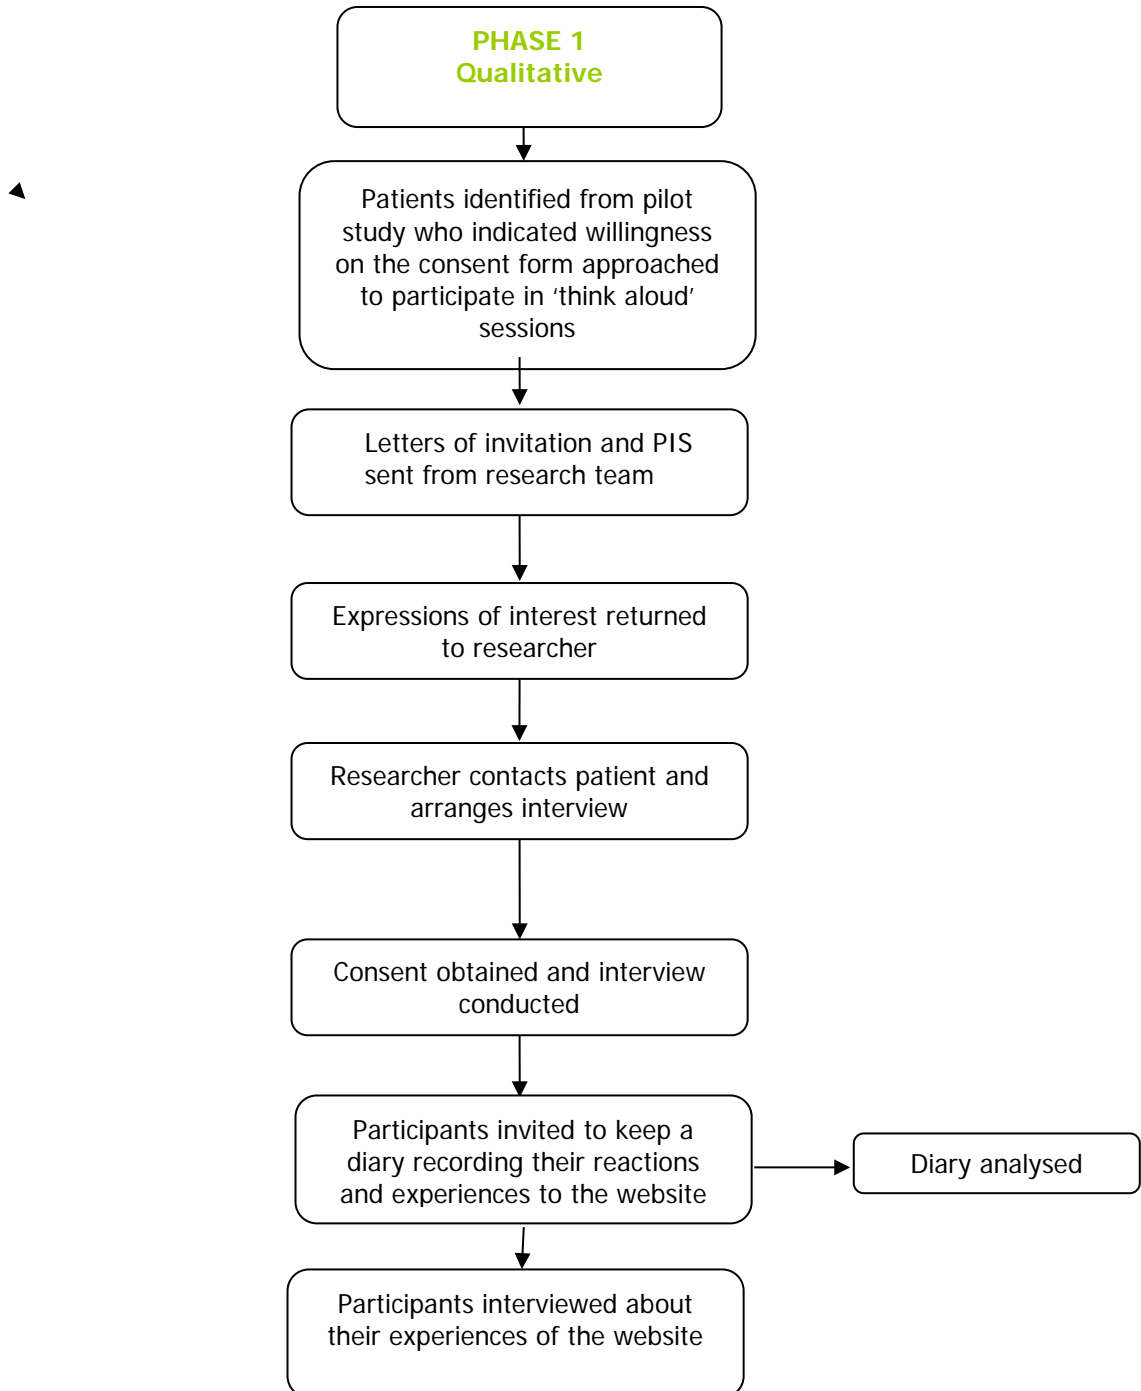 PHASE 1
Qualitative
Patients identified from pilot
study who indicated willingness
on the consent form approached
to participate in ‘think aloud’
sessions
Letters of invitation and PIS
sent from research team
Expressions of interest returned
to researcher
Researcher contacts patient and
arranges interview
Consent obtained and interview
conducted
Participants invited to keep a
diary recording their reactions
and experiences to the website
Diary analysed
Participants interviewed about
their experiences of the website